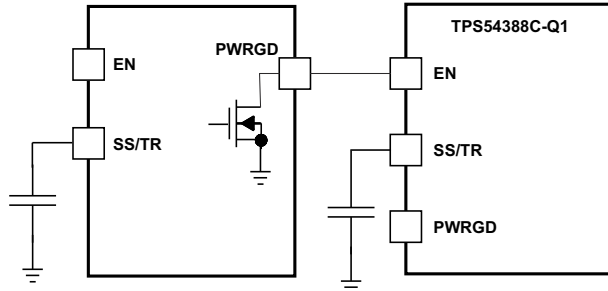 PWRGD
EN
SS/TR
TPS54388C-Q1
EN
SS/TR
PWRGD